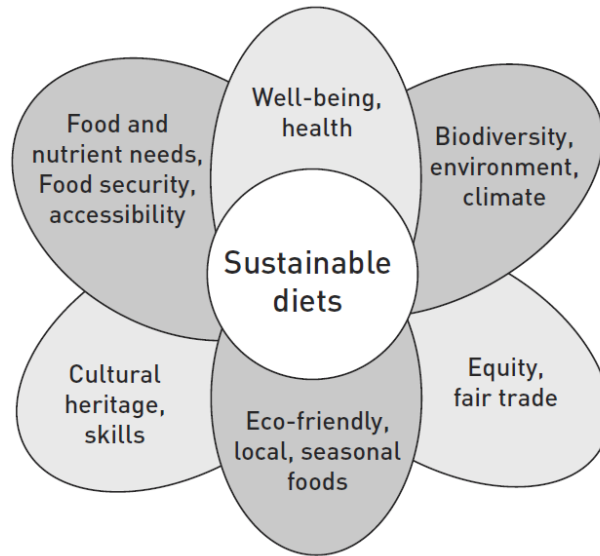 Well-being,
health
Food and
nutrient needs,
Food security,
accessibility
Biodiversity,
environment,
climate
Sustainable
diets
Cultural
heritage,
skills
Equity,
fair trade
Eco-friendly,
local, seasonal
foods